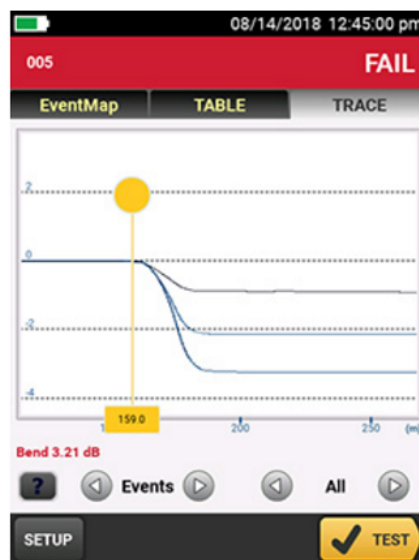 08/14/2018 12:45:00 pm
005 FAIL
EventMap TABLE TRACE
2
0
-2
-4
159.0
200 250 (m)
Bend 3.21 dB
? Events All
SETUP TEST